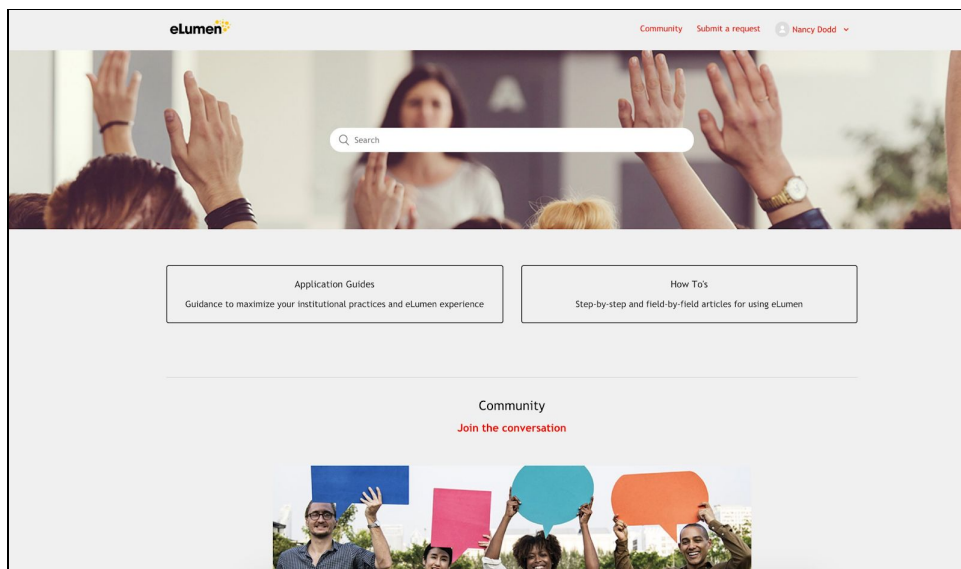 eLumen
Community Submit a request Nancy Dodd
A
Search
Application Guides
Guidance to maximize your institutional practices and eLumen experience
How To's
Step-by-step and field-by-field articles for using eLumen
Community
Join the conversation